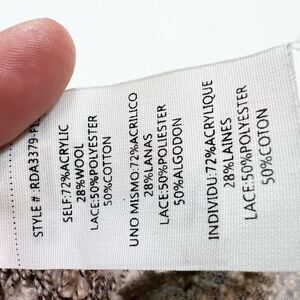 STYLE #: RDA3379-FL
SELF:72%ACRYLIC
28%WOOL
LACE:50%POLYESTER
50%COTTON
UNO MISMO:72%ACRILICO
28%LANAS
LACE:50%POLIESTER
50%ALGODON
INDIVIDU:72%ACRYLIQUE
28%LAINES
LACE:50%POLYESTER
50%COTON